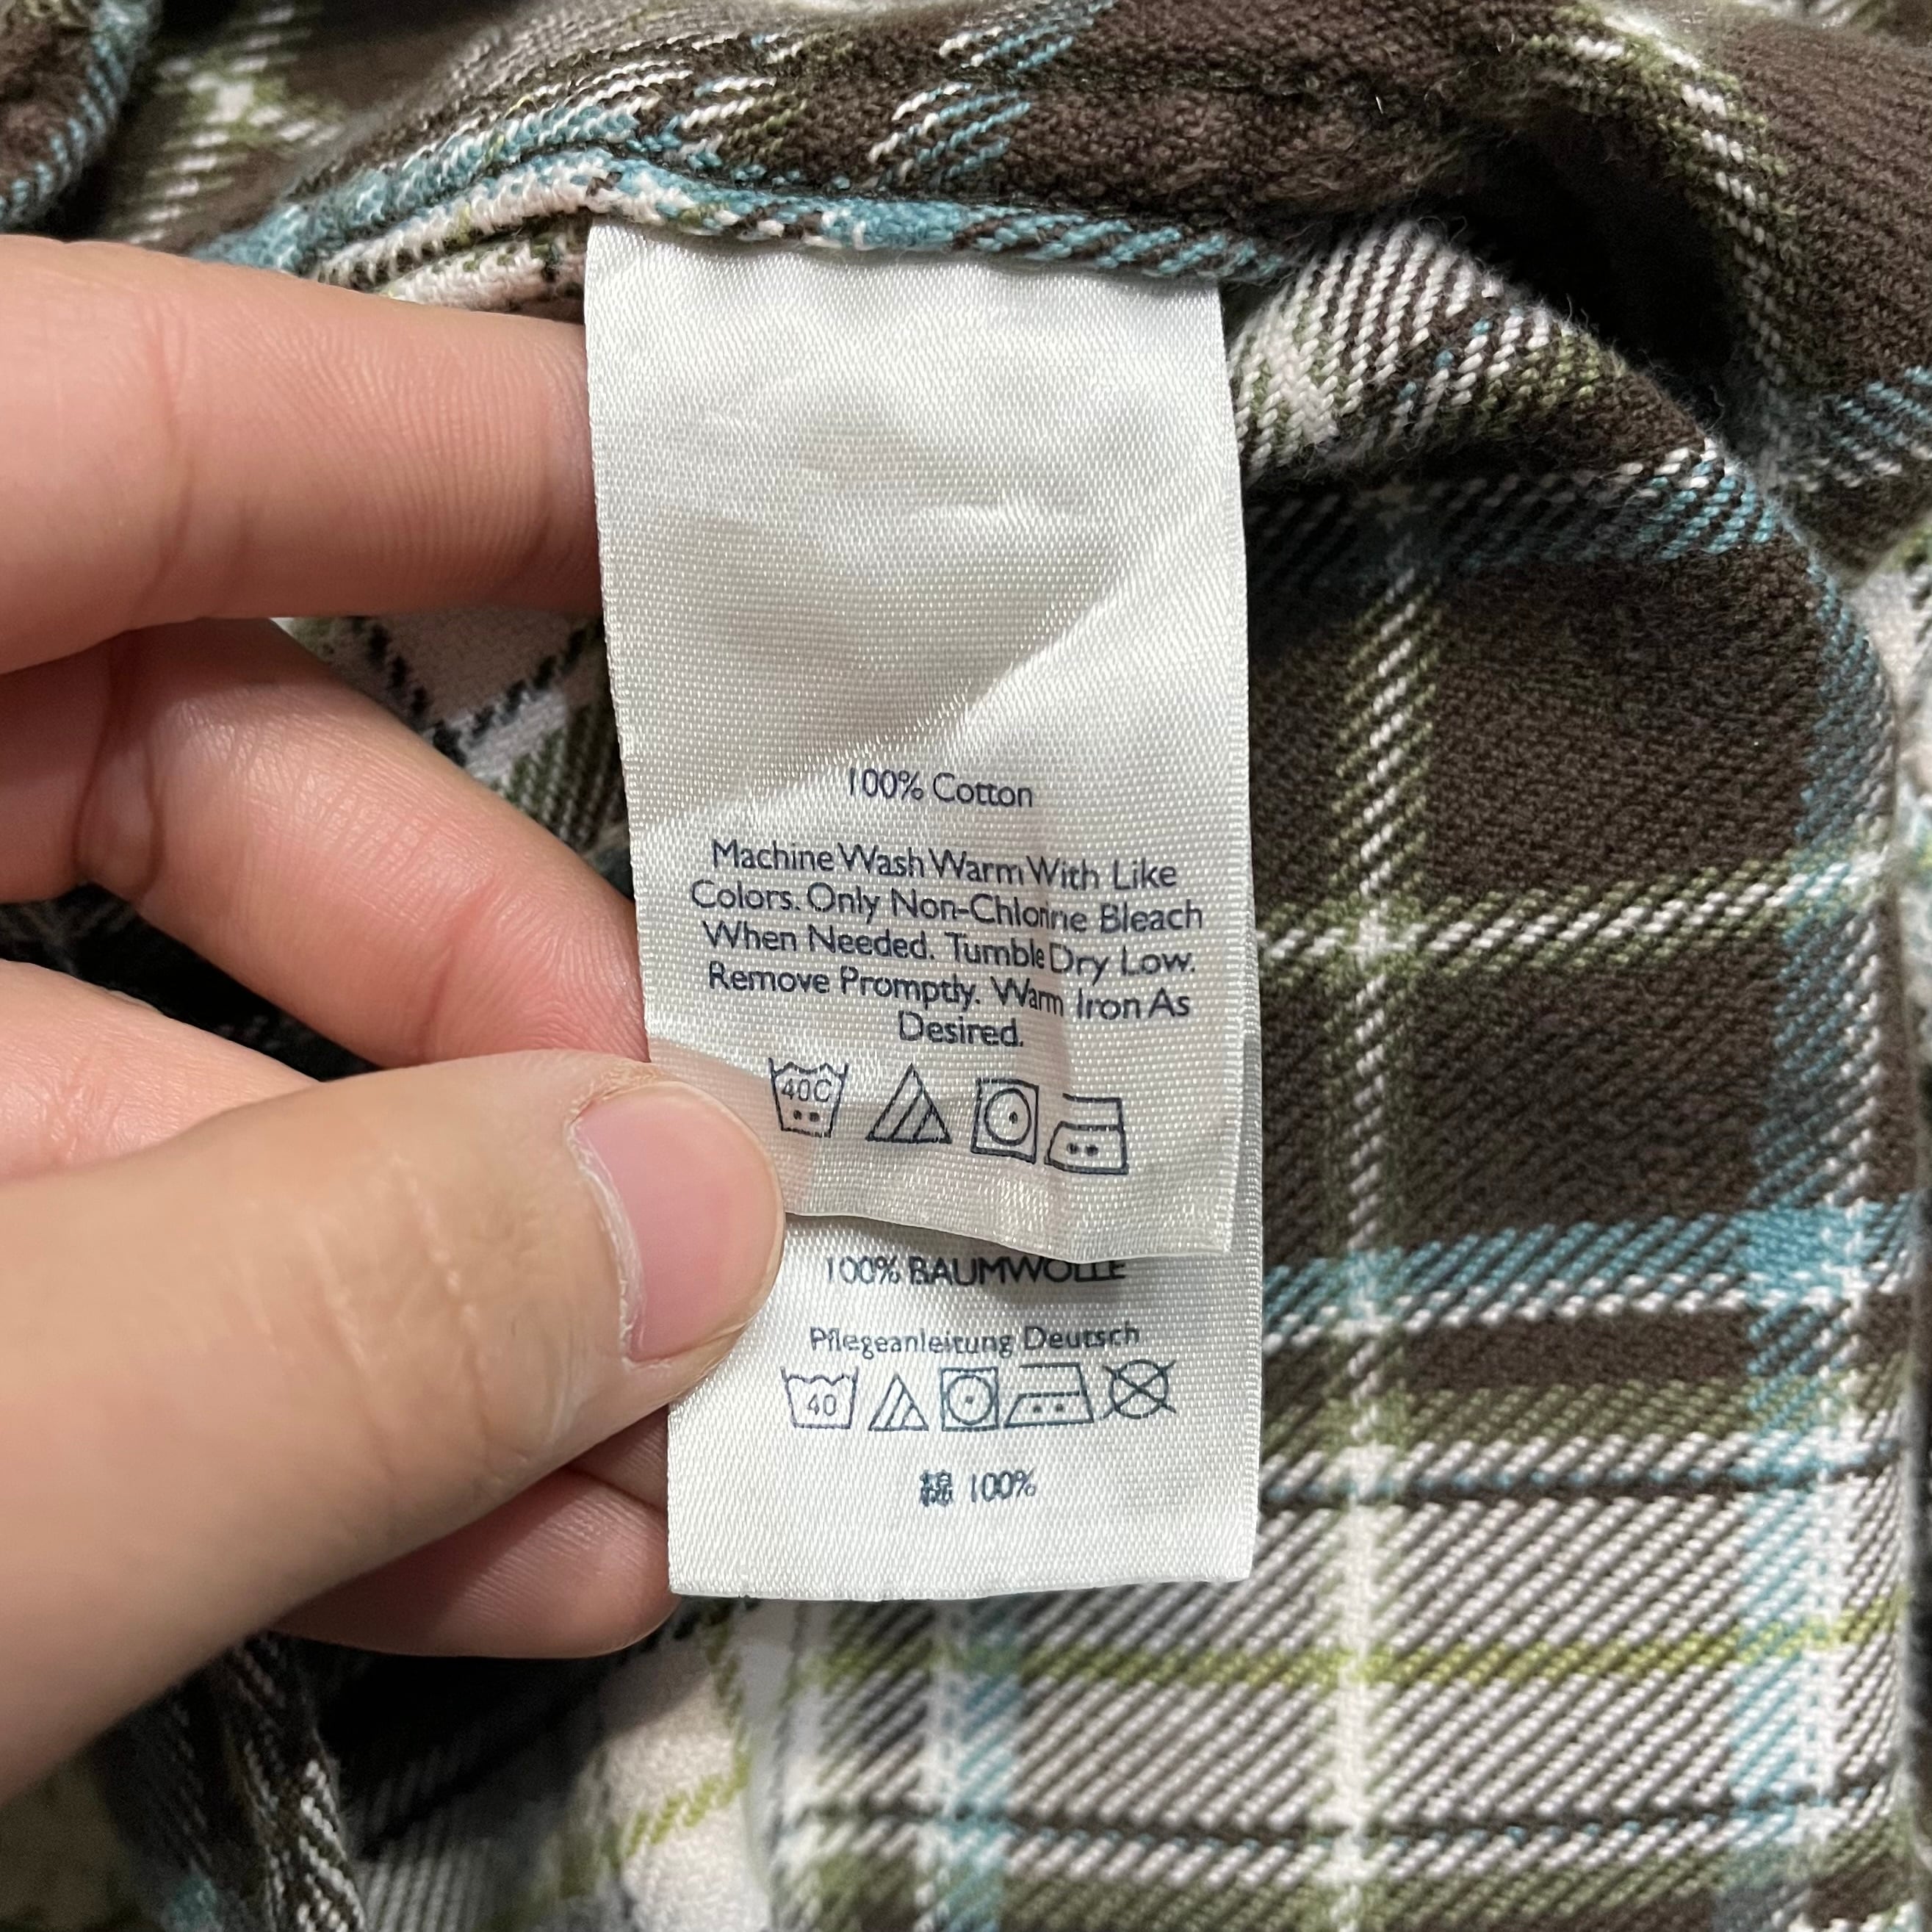 100% Cotton
Machine Wash Warm With Like
Colors. Only Non-Chlorine Bleach
When Needed. Tumble Dry Low.
Remove Promptly. Warm Iron As
Desired.
40C
100% BAUMWOLLE
Pflegeanleitung Deutsch
40
綿 100%